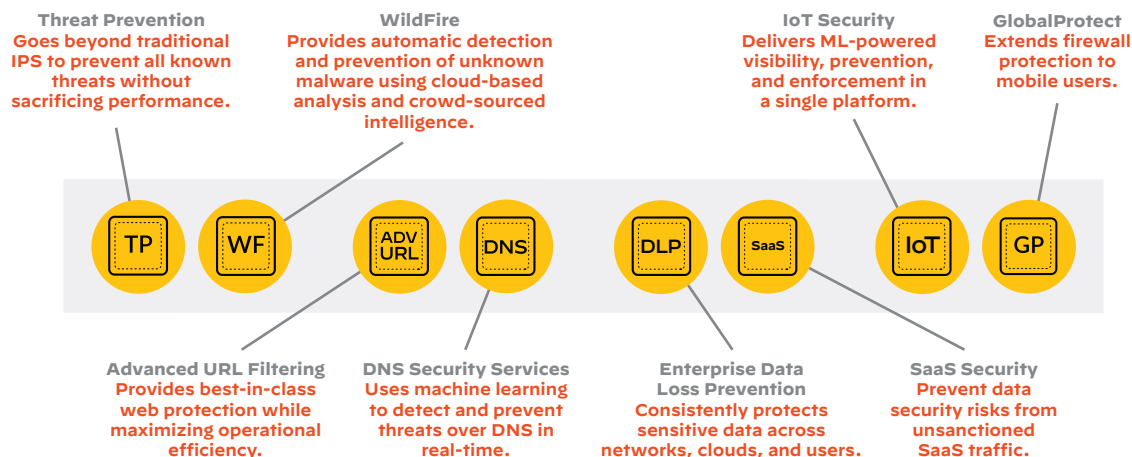 Threat Prevention
Goes beyond traditional
IPS to prevent all known
threats without
sacrificing performance.
WildFire
Provides automatic detection
and prevention of unknown
malware using cloud-based
analysis and crowd-sourced
intelligence.
IoT Security
Delivers ML-powered
visibility, prevention,
and enforcement in
a single platform.
GlobalProtect
Extends firewall
protection to
mobile users.
TP
WF
ADV
URL
DNS
DLP
SaaS
IoT
GP
Advanced URL Filtering
Provides best-in-class
web protection while
maximizing operational
efficiency.
DNS Security Services
Uses machine learning
to detect and prevent
threats over DNS in
real-time.
Enterprise Data
Loss Prevention
Consistently protects
sensitive data across
networks, clouds, and users.
SaaS Security
Prevent data
security risks from
unsanctioned
SaaS traffic.